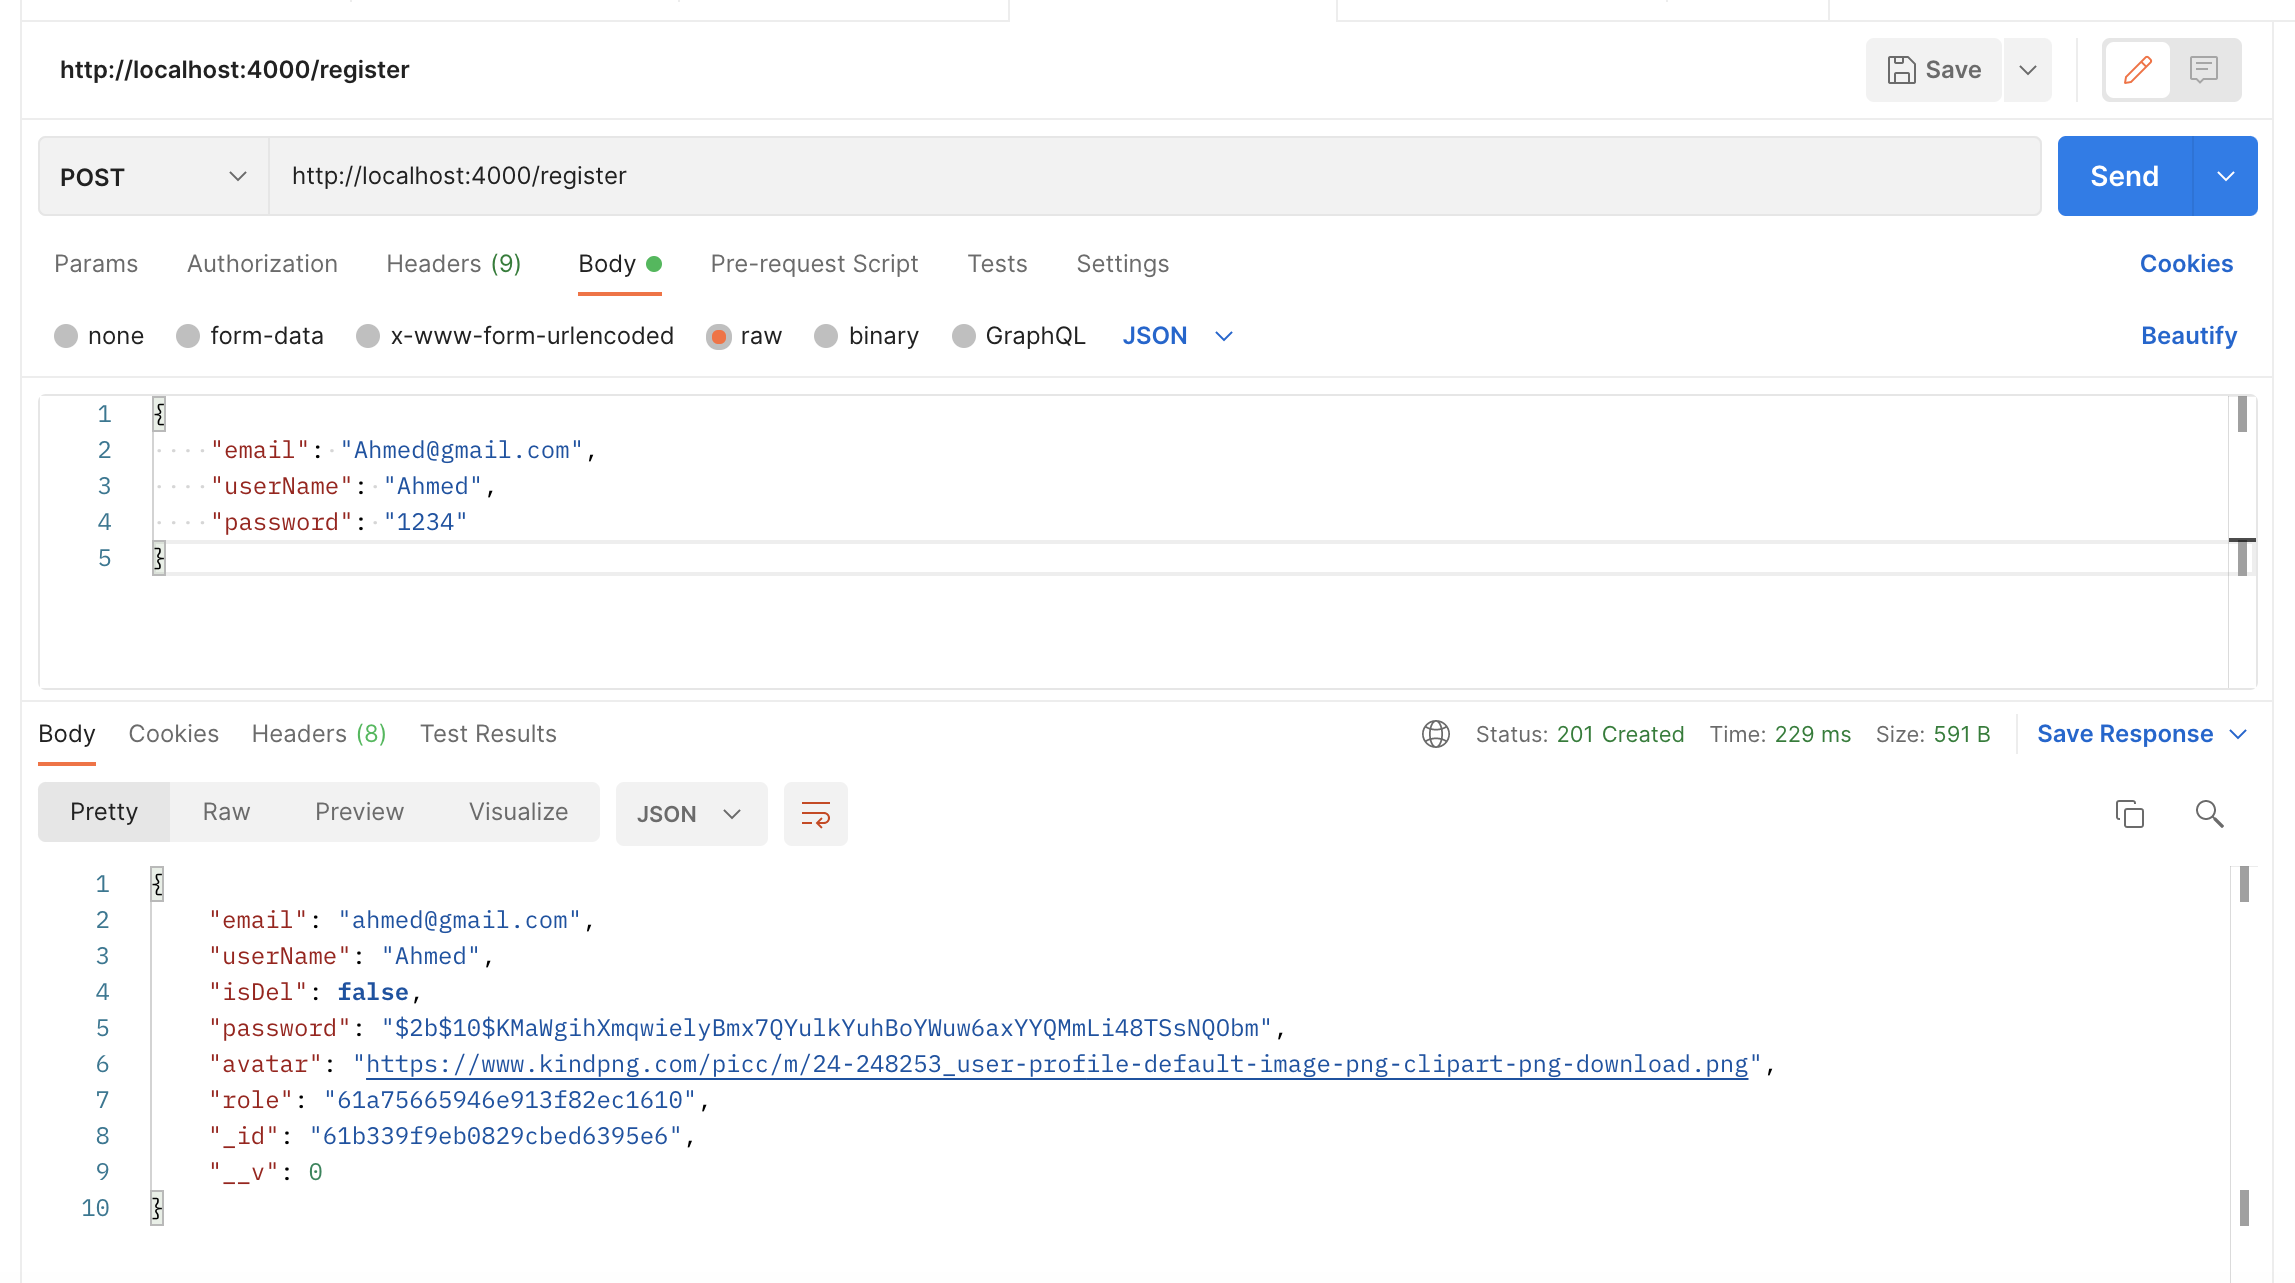 http://localhost:4000/register
Save
POST
http://localhost:4000/register
Send
Params Authorization Headers (9) Body Pre-request Script Tests Settings Cookies
none form-data x-www-form-urlencoded raw binary GraphQL JSON Beautify
1 {
2 "email": "Ahmed@gmail.com",
3 "userName": "Ahmed",
4 "password": "1234"
5 }
Body Cookies Headers (8) Test Results Status: 201 Created Time: 229 ms Size: 591 B Save Response
Pretty Raw Preview Visualize JSON
1 {
2 "email": "ahmed@gmail.com",
3 "userName": "Ahmed",
4 "isDel": false,
5 "password": "$2b$10$KMaWgihXmqwielyBmx7QYulkYuhBoYWuw6axYYQMmLi48TSsNQObm",
6 "avatar": "https://www.kindpng.com/picc/m/24-248253_user-profile-default-image-png-clipart-png-download.png",
7 "role": "61a75665946e913f82ec1610",
8 "_id": "61b339f9eb0829cbed6395e6",
9 "__v": 0
10 }